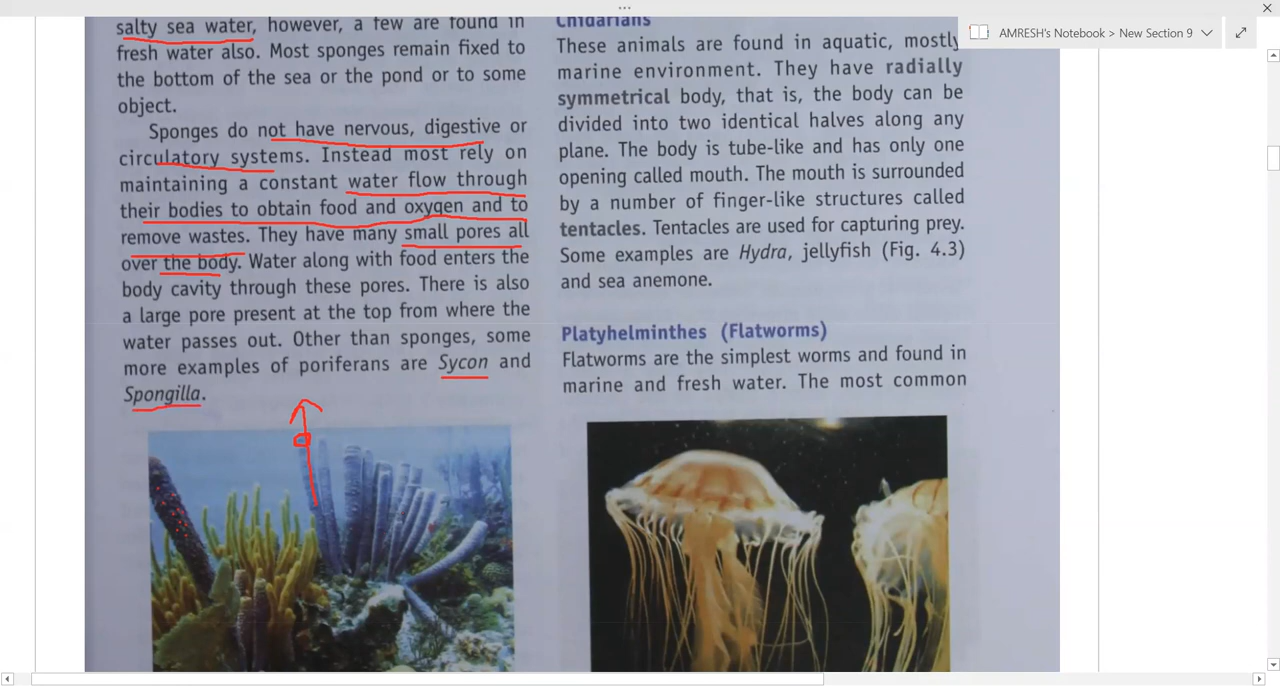 AMRESH's Notebook > New Section 9
salty sea water, however, a few are found in
fresh water also. Most sponges remain fixed to
the bottom of the sea or the pond or to some
object.
Sponges do not have nervous, digestive or
circulatory systems. Instead most rely on
maintaining a constant water flow through
their bodies to obtain food and oxygen and to
remove wastes. They have many small pores all
over the body. Water along with food enters the
body cavity through these pores. There is also
a large pore present at the top from where the
water passes out. Other than sponges, some
more examples of poriferans are Sycon and
Spongilla.
Cnidarians
These animals are found in aquatic, mostly
marine environment. They have radially
symmetrical body, that is, the body can be
divided into two identical halves along any
plane. The body is tube-like and has only one
opening called mouth. The mouth is surrounded
by a number of finger-like structures called
tentacles. Tentacles are used for capturing prey.
Some examples are Hydra, jellyfish (Fig. 4.3)
and sea anemone.
Platyhelminthes (Flatworms)
Flatworms are the simplest worms and found in
marine and fresh water. The most common